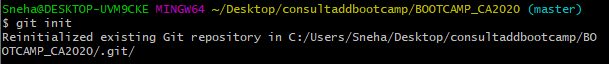 Sneha@DESKTOP-UVM9CKE MINGW64 ~/Desktop/consultaddbootcamp/BOOTCAMP_CA2020 (master)
$ git init
Reinitialized existing Git repository in C:/Users/Sneha/Desktop/consultaddbootcamp/BO
OTCAMP_CA2020/.git/